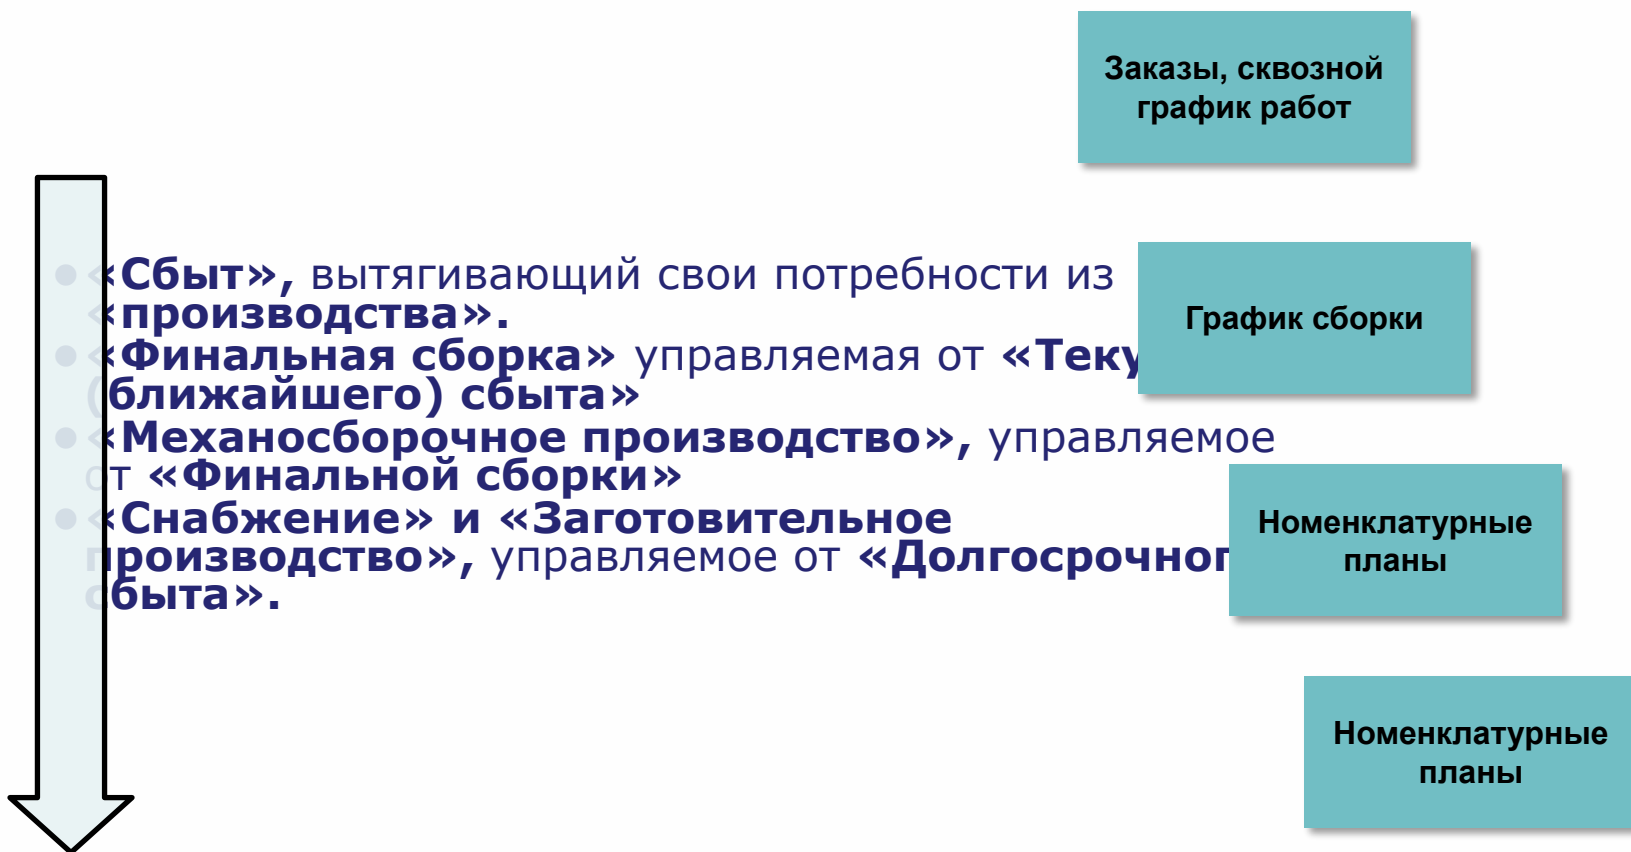 Заказы, сквозной
график работ
«Сбыт», вытягивающий свои потребности из
«производства».
График сборки
«Финальная сборка» управляемая от «Теку
(ближайшего) сбыта»
«Механосборочное производство», управляемое
от «Финальной сборки»
«Снабжение» и «Заготовительное
производство», управляемое от «Долгосрочног
сбыта».
Номенклатурные
планы
Номенклатурные
планы